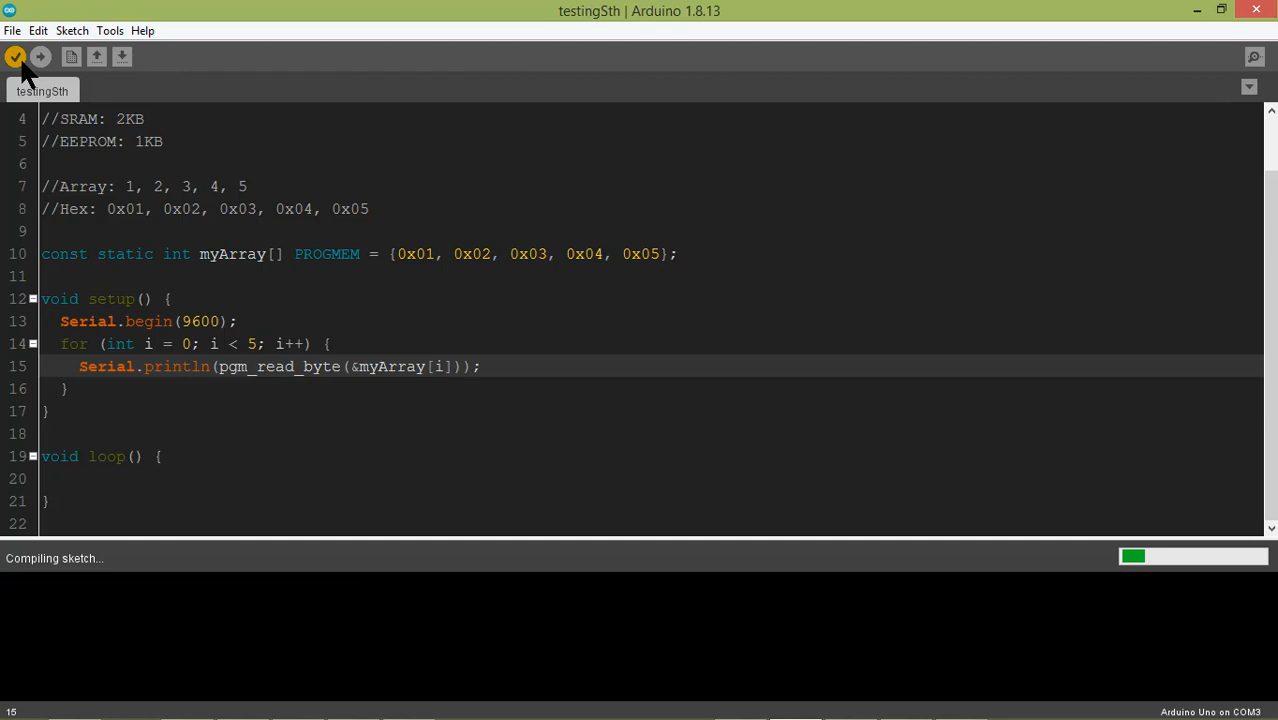 testingSth | Arduino 1.8.13
File Edit Sketch Tools Help
testingSth
4 //SRAM: 2KB
5 //EEPROM: 1KB
6
7 //Array: 1, 2, 3, 4, 5
8 //Hex: 0x01, 0x02, 0x03, 0x04, 0x05
9
10 const static int myArray[] PROGMEM = {0x01, 0x02, 0x03, 0x04, 0x05};
11
12 void setup() {
13 Serial.begin(9600);
14 for (int i = 0; i < 5; i++) {
15 Serial.println(pgm_read_byte(&myArray[i]));
16 }
17 }
18
19 void loop() {
20
21 }
22
Compiling sketch...
15 Arduino Uno on COM3